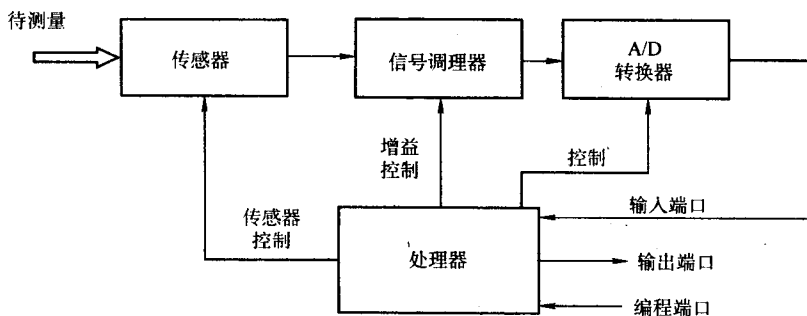 待测量
传感器
信号调理器
A/D
转换器
增益
控制
控制
传感器
控制
处理器
输入端口
输出端口
编程端口